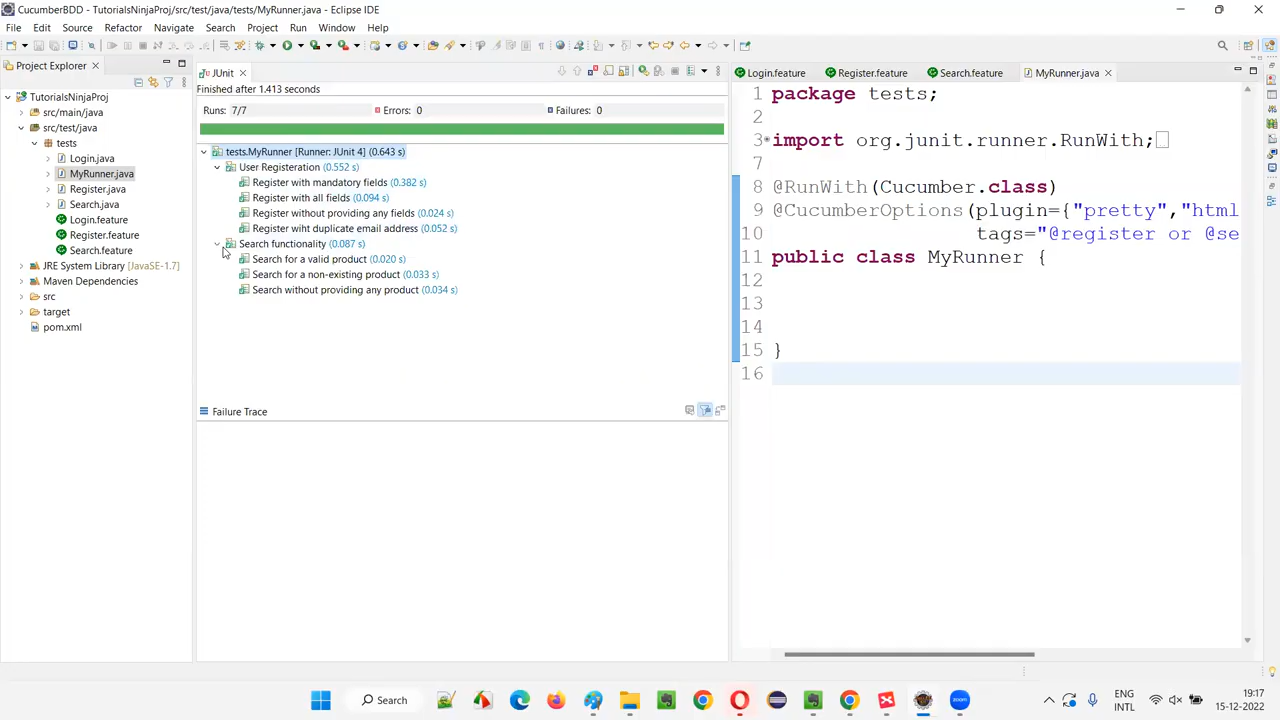 CucumberBDD - TutorialsNinjaProj/src/test/java/tests/MyRunner.java - Eclipse IDE
File Edit Source Refactor Navigate Search Project Run Window Help
Project Explorer
TutorialsNinjaProj
src/main/java
src/test/java
tests
Login.java
MyRunner.java
Register.java
Search.java
Login.feature
Register.feature
Search.feature
JRE System Library [JavaSE-1.7]
Maven Dependencies
src
target
pom.xml
JUnit
Finished after 1.413 seconds
Runs: 7/7 Errors: 0 Failures: 0
tests.MyRunner [Runner: JUnit 4] (0.643 s)
User Registeration (0.552 s)
Register with mandatory fields (0.382 s)
Register with all fields (0.094 s)
Register without providing any fields (0.024 s)
Register wiht duplicate email address (0.052 s)
Search functionality (0.087 s)
Search for a valid product (0.020 s)
Search for a non-existing product (0.033 s)
Search without providing any product (0.034 s)
Failure Trace
Login.feature Register.feature Search.feature MyRunner.java
1 package tests;
2
3 import org.junit.runner.RunWith;
7
8 @RunWith(Cucumber.class)
9 @CucumberOptions(plugin={"pretty","html
10 tags="@register or @se
11 public class MyRunner {
12
13
14
15 }
16
Search
ENG
INTL
19:17
15-12-2022